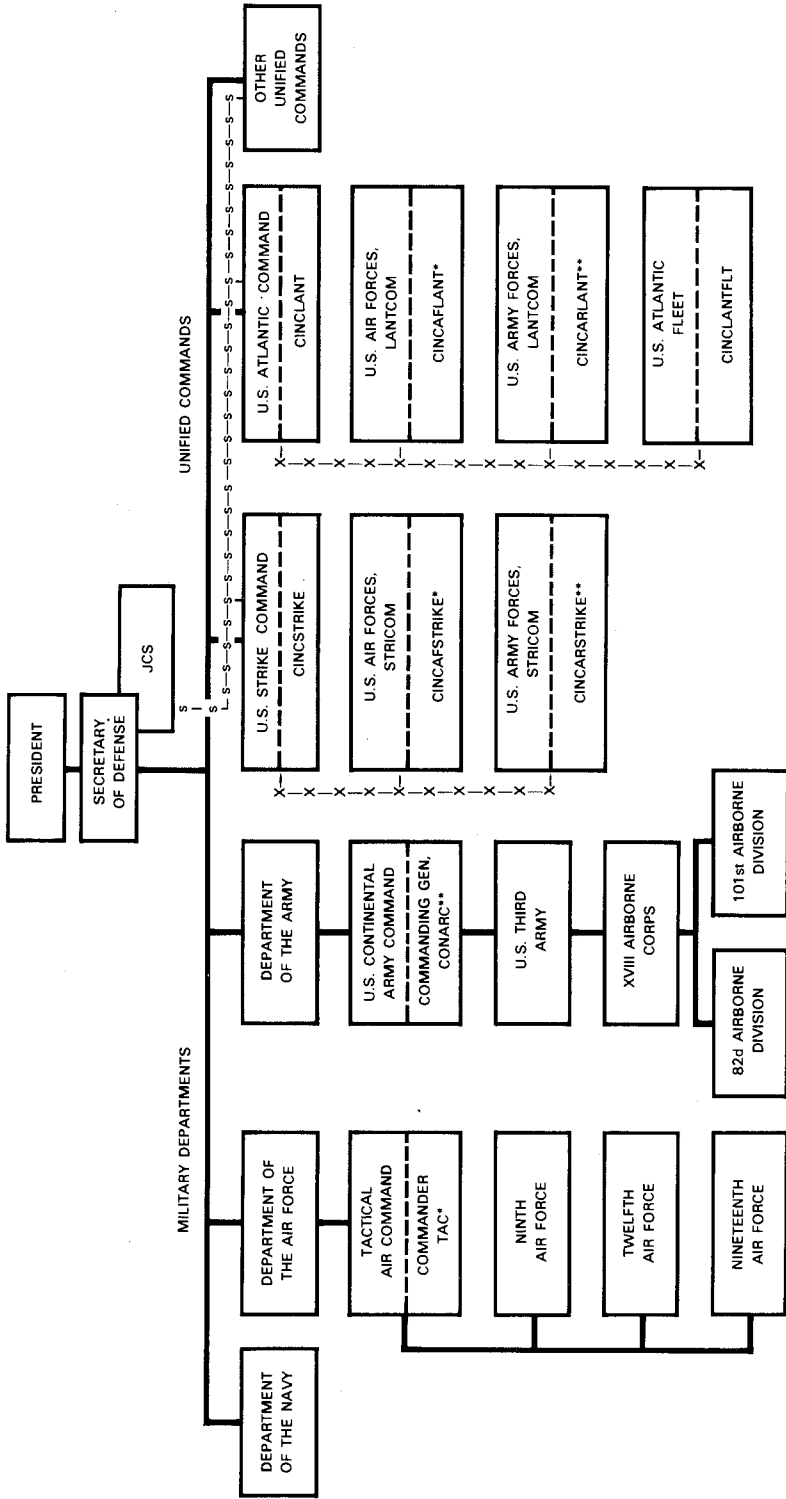 PRESIDENT
SECRETARY
OF DEFENSE
JCS
MILITARY DEPARTMENTS
UNIFIED COMMANDS
DEPARTMENT
OF THE NAVY
DEPARTMENT OF
THE AIR FORCE
TACTICAL
AIR COMMAND
COMMANDER
TAC*
NINTH
AIR FORCE
TWELFTH
AIR FORCE
NINETEENTH
AIR FORCE
DEPARTMENT
OF THE ARMY
U.S. CONTINENTAL
ARMY COMMAND
COMMANDING GEN,
CONARC**
U.S. THIRD
ARMY
XVIII AIRBORNE
CORPS
82d AIRBORNE
DIVISION
101st AIRBORNE
DIVISION
U.S. STRIKE COMMAND
CINCSTRIKE
U.S. AIR FORCES,
STRICOM
CINCAFSTRIKE*
U.S. ARMY FORCES,
STRICOM
CINCARSTRIKE**
U.S. ATLANTIC COMMAND
CINCLANT
U.S. AIR FORCES,
LANTCOM
CINCAFLANT*
U.S. ARMY FORCES,
LANTCOM
CINCARLANT**
U.S. ATLANTIC
FLEET
CINCLANTFLT
OTHER
UNIFIED
COMMANDS